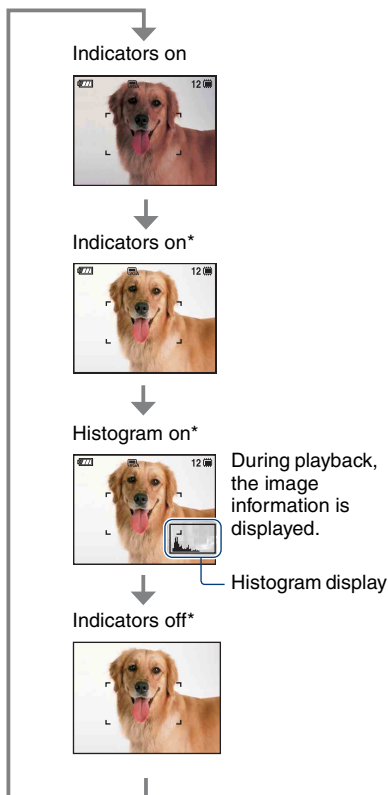 Indicators on
12
Indicators on*
12
Histogram on*
12
During playback,
the image
information is
displayed.
Histogram display
Indicators off*